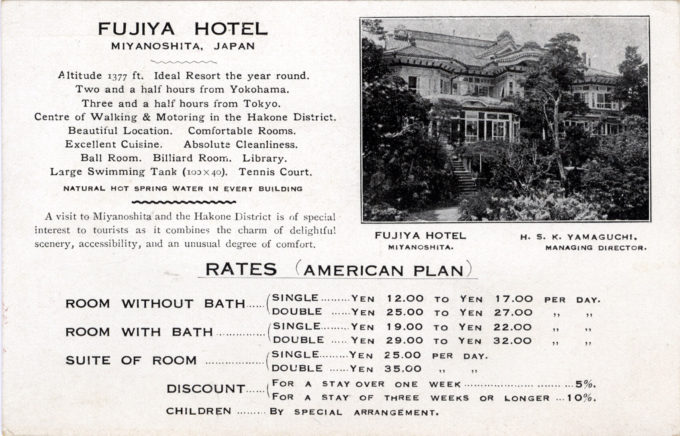 FUJIYA HOTEL
MIYANOSHITA, JAPAN
Altitude 1377 ft. Ideal Resort the year round.
Two and a half hours from Yokohama.
Three and a half hours from Tokyo.
Centre of Walking & Motoring in the Hakone District.
Beautiful Location. Comfortable Rooms.
Excellent Cuisine. Absolute Cleanliness.
Ball Room. Billiard Room. Library.
Large Swimming Tank (100×40). Tennis Court.
NATURAL HOT SPRING WATER IN EVERY BUILDING
A visit to Miyanoshita and the Hakone District is of special
interest to tourists as it combines the charm of delightful
scenery, accessibility, and an unusual degree of comfort.
FUJIYA HOTEL
MIYANOSHITA.
H. S. K. YAMAGUCHI.
MANAGING DIRECTOR.
RATES (AMERICAN PLAN)
ROOM WITHOUT BATH ..... (SINGLE.........YEN 12.00 TO YEN 17.00 PER DAY.
DOUBLE .....YEN 25.00 TO YEN 27.00 ,, ,,
ROOM WITH BATH ............... (SINGLE.........YEN 19.00 TO YEN 22.00 ,, ,,
DOUBLE .....YEN 29.00 TO YEN 32.00 ,, ,,
SUITE OF ROOM ............... (SINGLE.........YEN 25.00 PER DAY.
DOUBLE ......YEN 35.00 ,, ,,
DISCOUNT...... (FOR A STAY OVER ONE WEEK ..............................5%.
FOR A STAY OF THREE WEEKS OR LONGER ...10%.
CHILDREN ......... BY SPECIAL ARRANGEMENT.